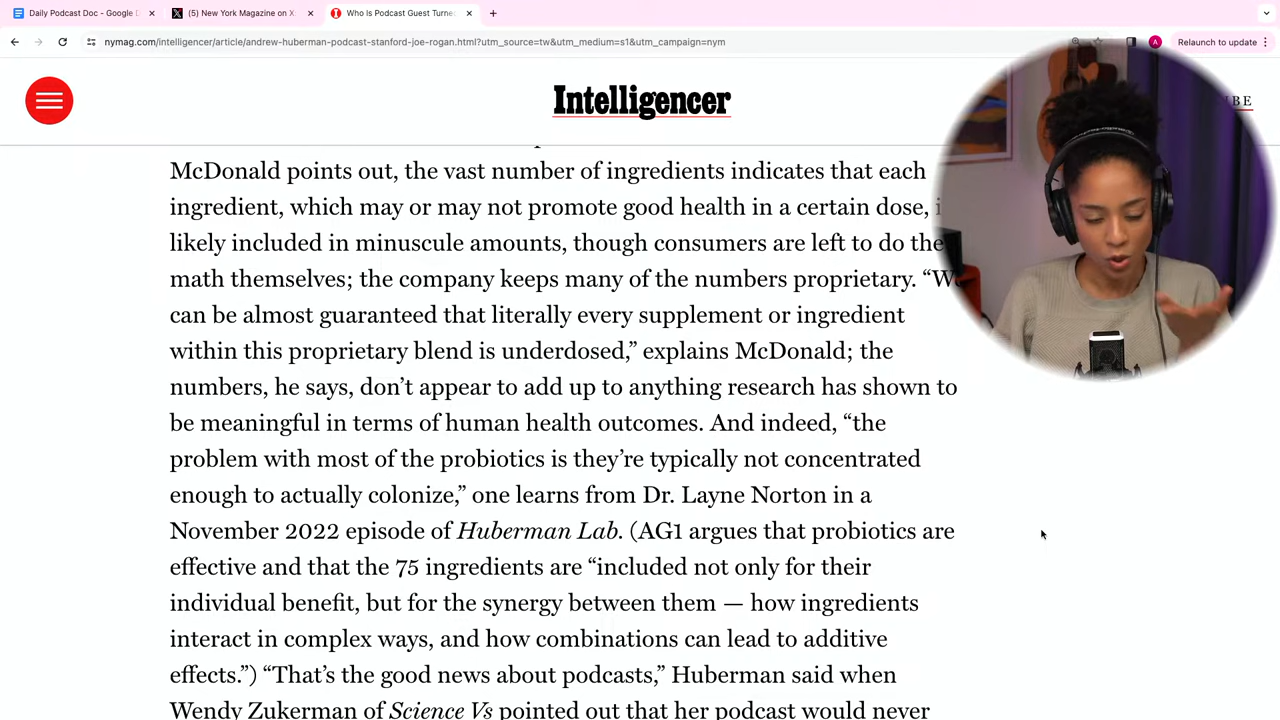 Daily Podcast Doc - Google D
(5) New York Magazine on X:
Who Is Podcast Guest Turne
nymag.com/intelligencer/article/andrew-huberman-podcast-stanford-joe-rogan.html?utm_source=tw&utm_medium=s1&utm_campaign=nym
A
Relaunch to update
Intelligencer
BE
McDonald points out, the vast number of ingredients indicates that each
ingredient, which may or may not promote good health in a certain dose, i
likely included in minuscule amounts, though consumers are left to do the
math themselves; the company keeps many of the numbers proprietary. “We
can be almost guaranteed that literally every supplement or ingredient
within this proprietary blend is underdosed,” explains McDonald; the
numbers, he says, don’t appear to add up to anything research has shown to
be meaningful in terms of human health outcomes. And indeed, “the
problem with most of the probiotics is they’re typically not concentrated
enough to actually colonize,” one learns from Dr. Layne Norton in a
November 2022 episode of Huberman Lab. (AG1 argues that probiotics are
effective and that the 75 ingredients are “included not only for their
individual benefit, but for the synergy between them — how ingredients
interact in complex ways, and how combinations can lead to additive
effects.”) “That’s the good news about podcasts,” Huberman said when
Wendy Zukerman of Science Vs pointed out that her podcast would never